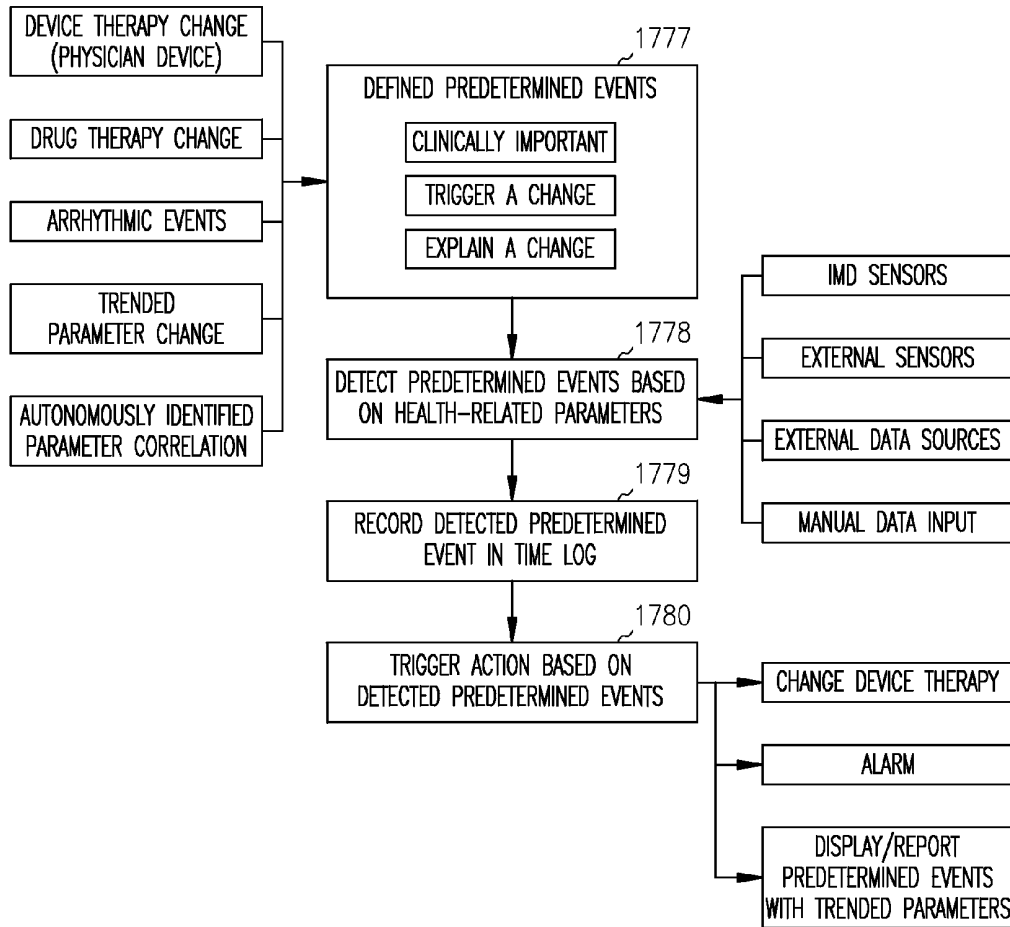 DEVICE THERAPY CHANGE
(PHYSICIAN DEVICE)
DRUG THERAPY CHANGE
ARRHYTHMIC EVENTS
TRENDED
PARAMETER CHANGE
AUTONOMOUSLY IDENTIFIED
PARAMETER CORRELATION
1777
DEFINED PREDETERMINED EVENTS
CLINICALLY IMPORTANT
TRIGGER A CHANGE
EXPLAIN A CHANGE
1778
DETECT PREDETERMINED EVENTS BASED
ON HEALTH-RELATED PARAMETERS
IMD SENSORS
EXTERNAL SENSORS
EXTERNAL DATA SOURCES
MANUAL DATA INPUT
1779
RECORD DETECTED PREDETERMINED
EVENT IN TIME LOG
1780
TRIGGER ACTION BASED ON
DETECTED PREDETERMINED EVENTS
CHANGE DEVICE THERAPY
ALARM
DISPLAY/REPORT
PREDETERMINED EVENTS
WITH TRENDED PARAMETERS